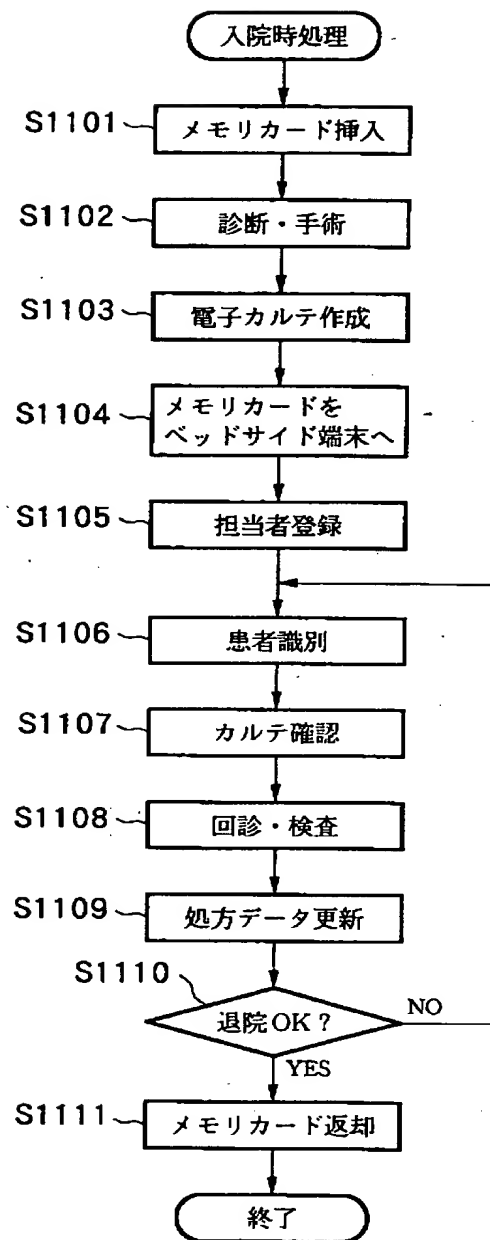 入院時処理
S1101
メモリカード挿入
S1102
診断・手術
S1103
電子カルテ作成
S1104
メモリカードを
ベッドサイド端末へ
S1105
担当者登録
S1106
患者識別
S1107
カルテ確認
S1108
回診・検査
S1109
処方データ更新
S1110
退院OK?
NO
YES
S1111
メモリカード返却
終了